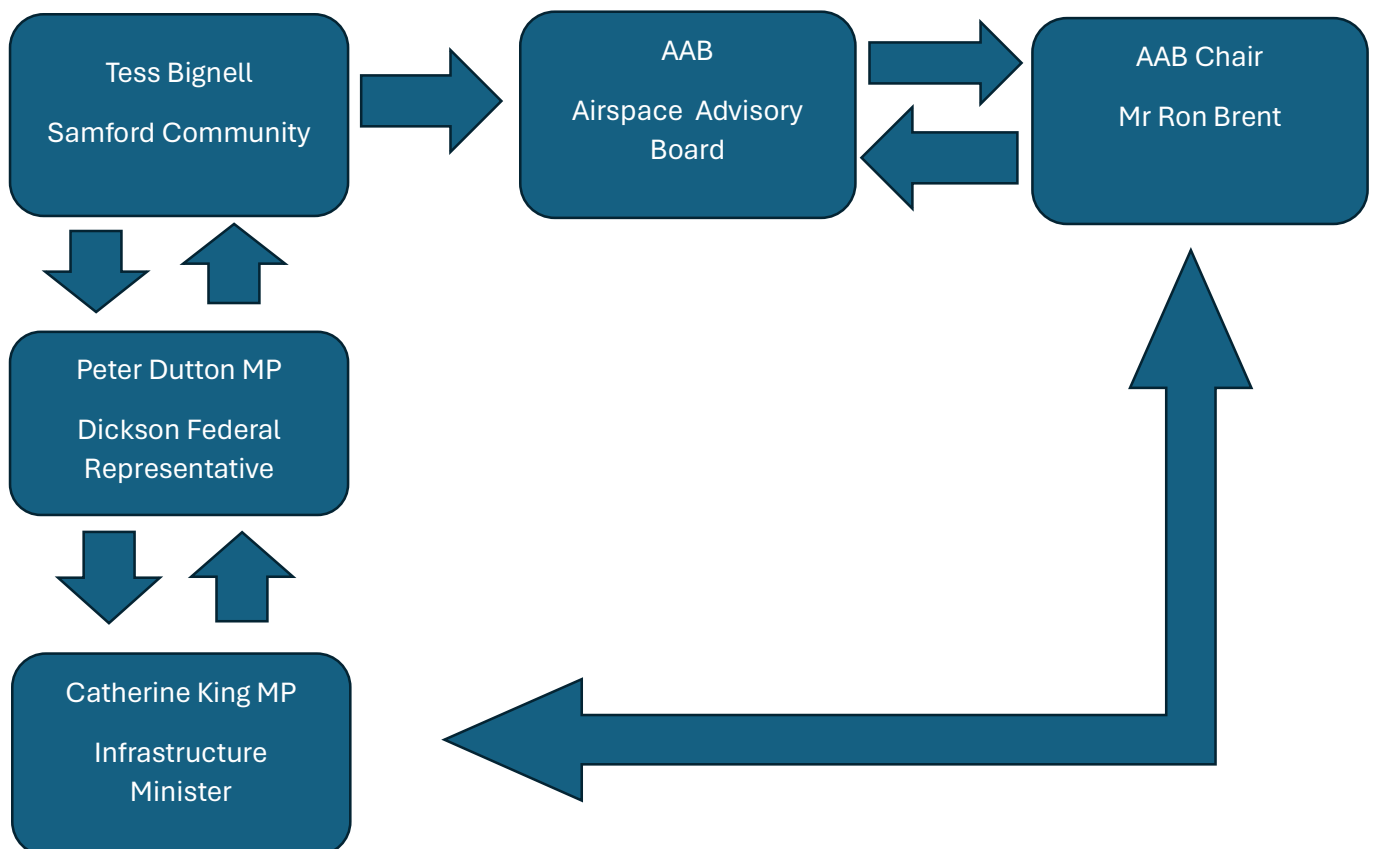 Tess Bignell
Samford Community
AAB
Airspace  Advisory
Board
AAB Chair
Mr Ron Brent
Peter Dutton MP
Dickson Federal
Representative
Catherine King MP
Infrastructure
Minister